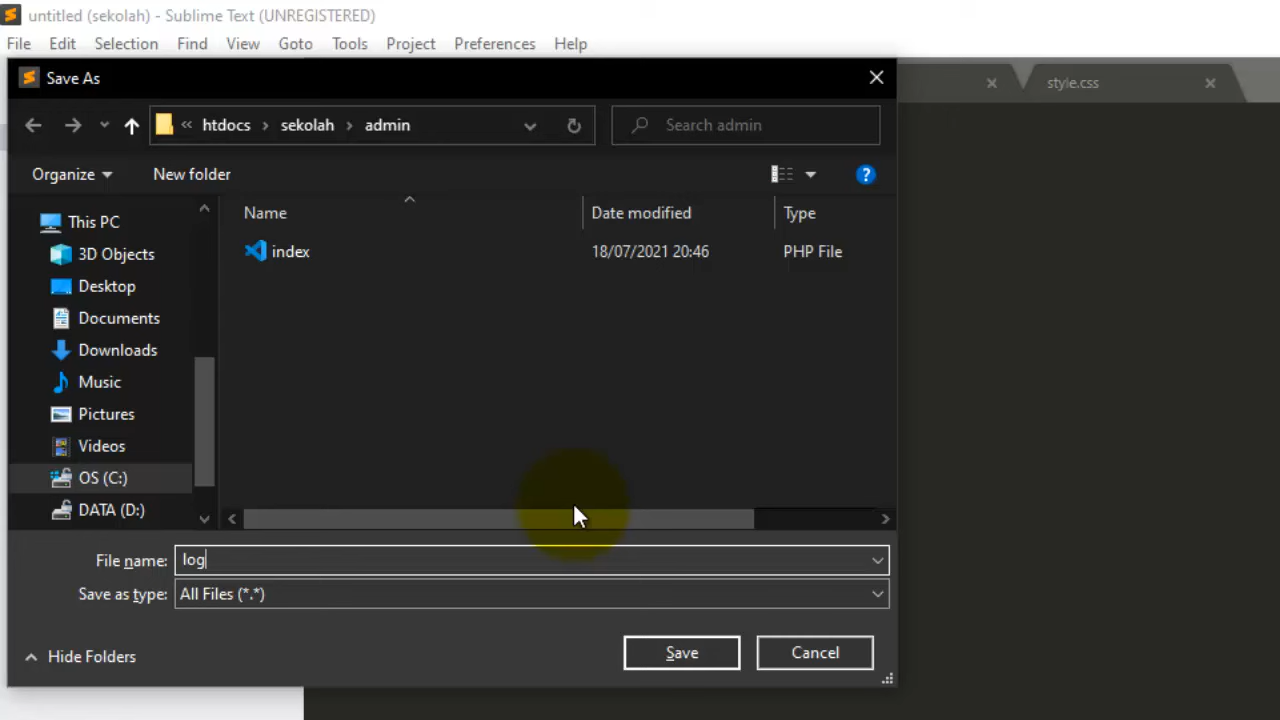 untitled (sekolah) - Sublime Text (UNREGISTERED)
File Edit Selection Find View Goto Tools Project Preferences Help
Save As
style.css
« htdocs › sekolah › admin
Search admin
Organize New folder
Name Date modified Type
index 18/07/2021 20:46 PHP File
This PC
3D Objects
Desktop
Documents
Downloads
Music
Pictures
Videos
OS (C:)
DATA (D:)
File name: log
Save as type: All Files (*.*)
Hide Folders Save Cancel